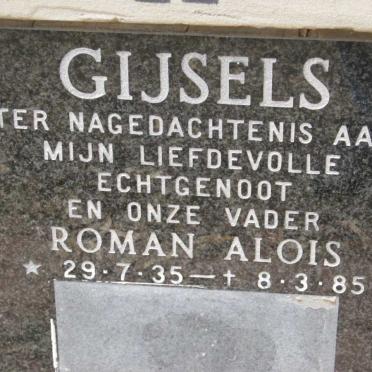 GIJSELS
TER NAGEDACHTENIS AA
MIJN LIEFDEVOLLE
ECHTGENOOT
EN ONZE VADER
ROMAN ALOIS
★ 29·7·35—† 8·3·85